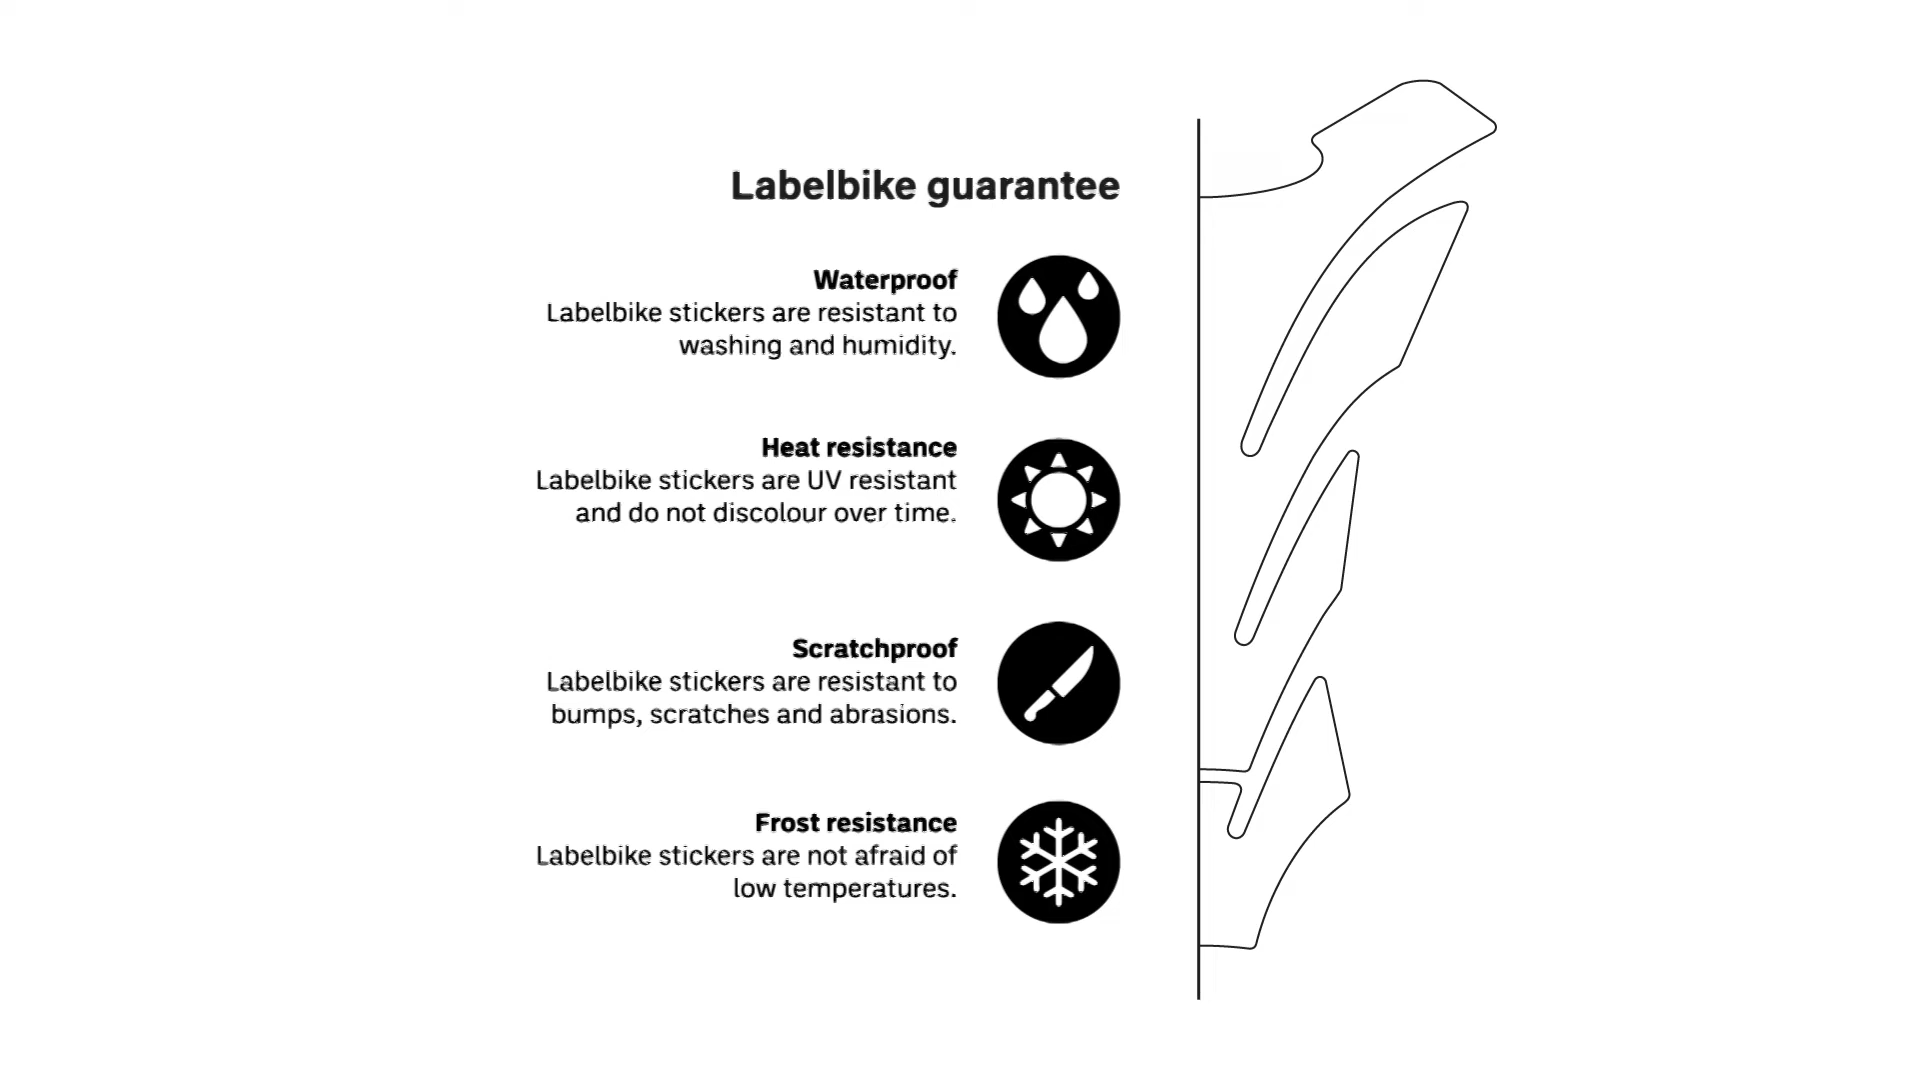 Labelbike guarantee
Waterproof
Labelbike stickers are resistant to
washing and humidity.
Heat resistance
Labelbike stickers are UV resistant
and do not discolour over time.
Scratchproof
Labelbike stickers are resistant to
bumps, scratches and abrasions.
Frost resistance
Labelbike stickers are not afraid of
low temperatures.